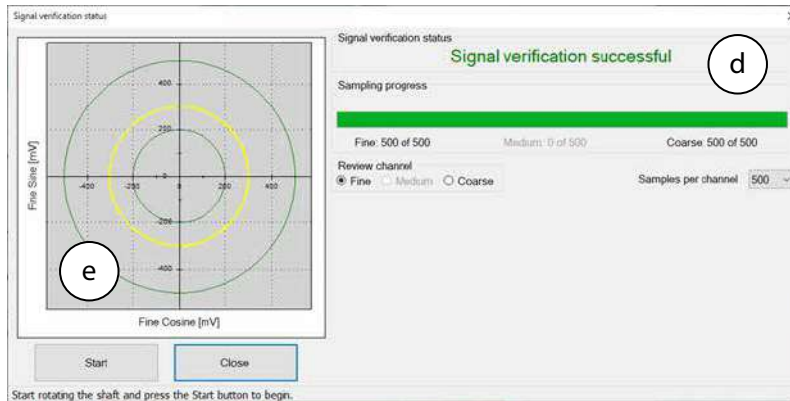 Signal verification status
Signal verification status
Signal verification successful
d
Sampling progress
Fine: 500 of 500 Medium: 0 of 500 Coarse: 500 of 500
Review channel
Fine Medium Coarse
Samples per channel 500
Fine Sine [mV]
400
200
-400 -200 0 200 400
0
-200
-400
e
Fine Cosine [mV]
Start Close
Start rotating the shaft and press the Start button to begin.